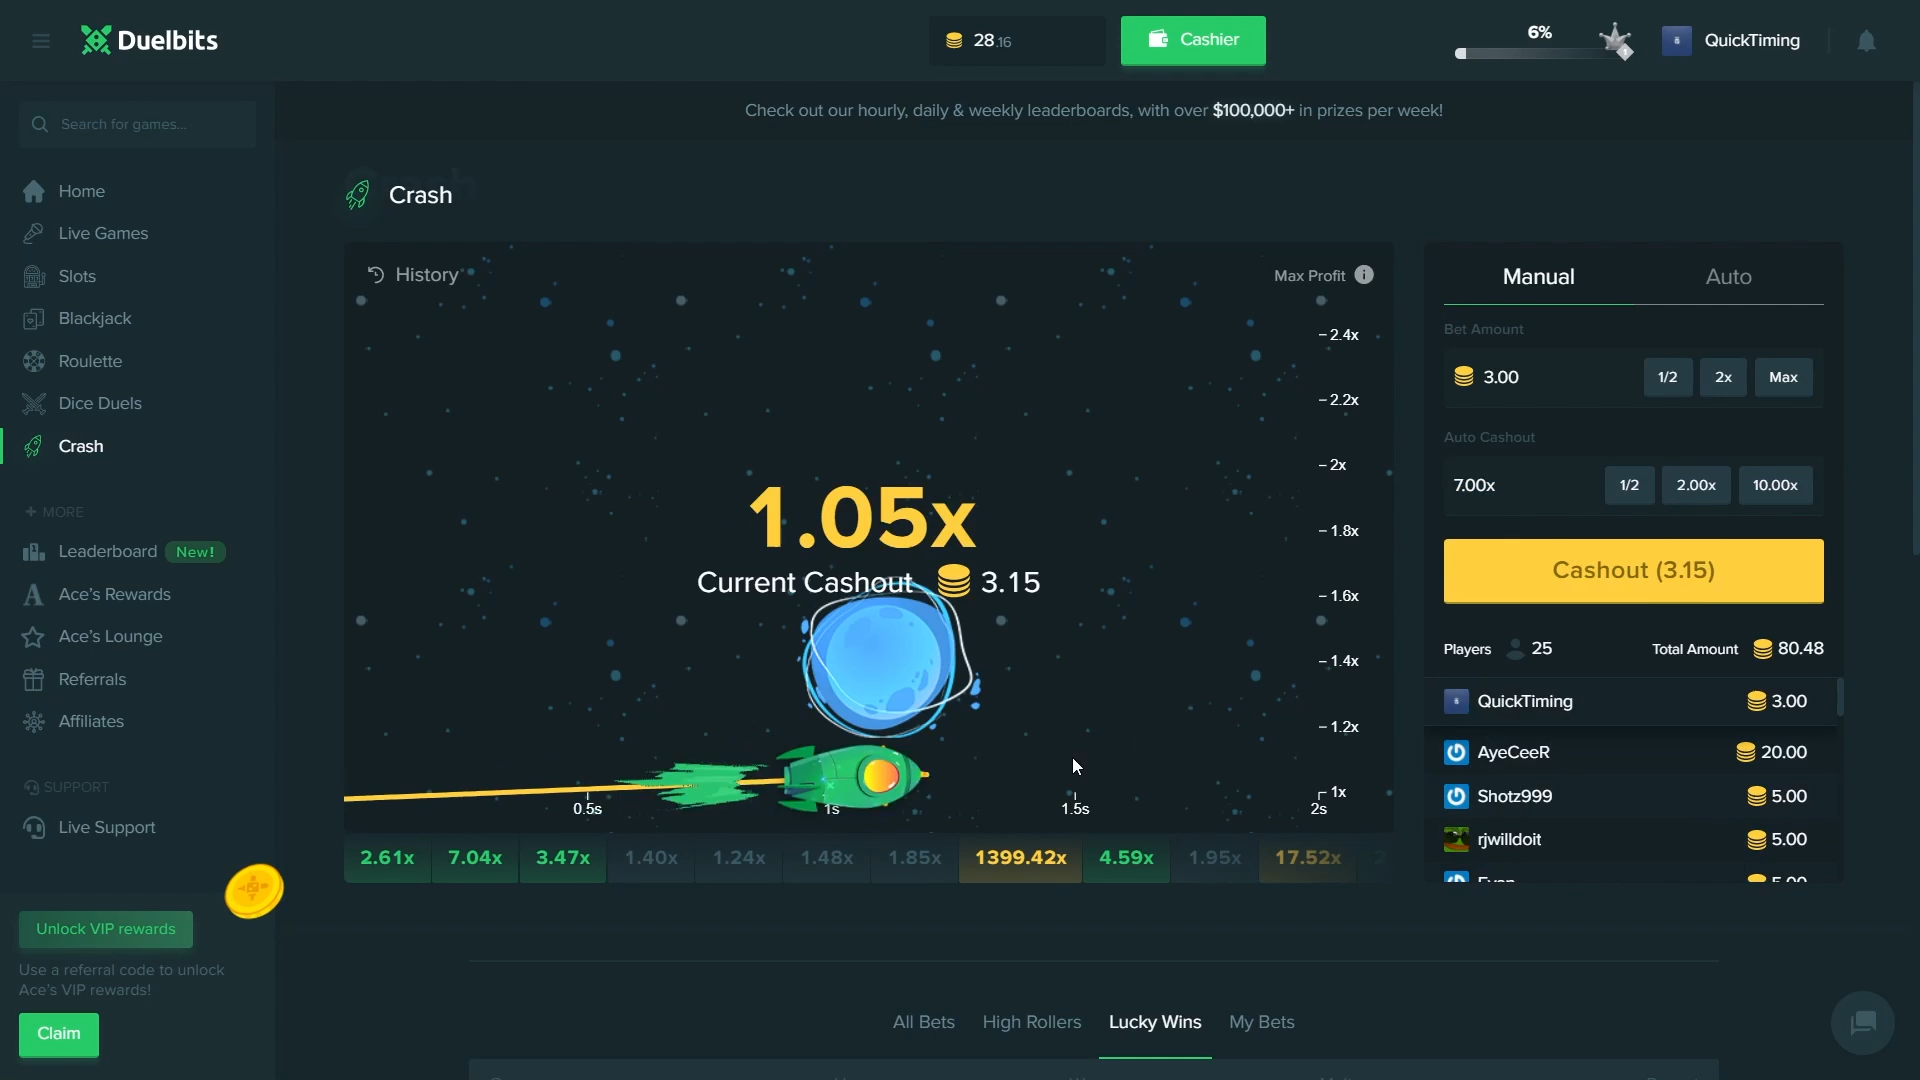 Duelbits
28.16
Cashier
6%
1
QuickTiming
Search for games...
Check out our hourly, daily & weekly leaderboards, with over $100,000+ in prizes per week!
Home
Live Games
Slots
Blackjack
Roulette
Dice Duels
Crash
+ MORE
Leaderboard New!
Ace's Rewards
Ace's Lounge
Referrals
Affiliates
SUPPORT
Live Support
Unlock VIP rewards
Use a referral code to unlock
Ace's VIP rewards!
Claim
Crash
History
Max Profit
2.4x
2.2x
2x
1.8x
1.6x
1.4x
1.2x
1x
1.05x
Current Cashout 3.15
0.5s 1s 1.5s 2s
2.61x 7.04x 3.47x 1.40x 1.24x 1.48x 1.85x 1399.42x 4.59x 1.95x 17.52x
Manual Auto
Bet Amount
3.00 1/2 2x Max
Auto Cashout
7.00x 1/2 2.00x 10.00x
Cashout (3.15)
Players 25 Total Amount 80.48
QuickTiming 3.00
AyeCeeR 20.00
Shotz999 5.00
rjwilldoit 5.00
All Bets High Rollers Lucky Wins My Bets